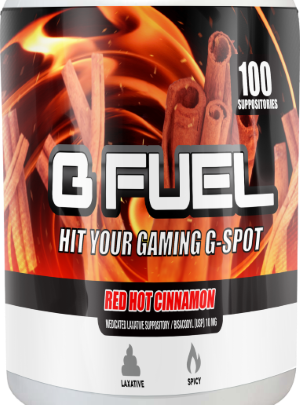 100
SUPPOSITORIES
G FUEL
HIT YOUR GAMING G-SPOT
RED HOT CINNAMON
MEDICATED LAXATIVE SUPPOSITORY / BISACODYL (USP) 10 MG
LAXATIVE
SPICY